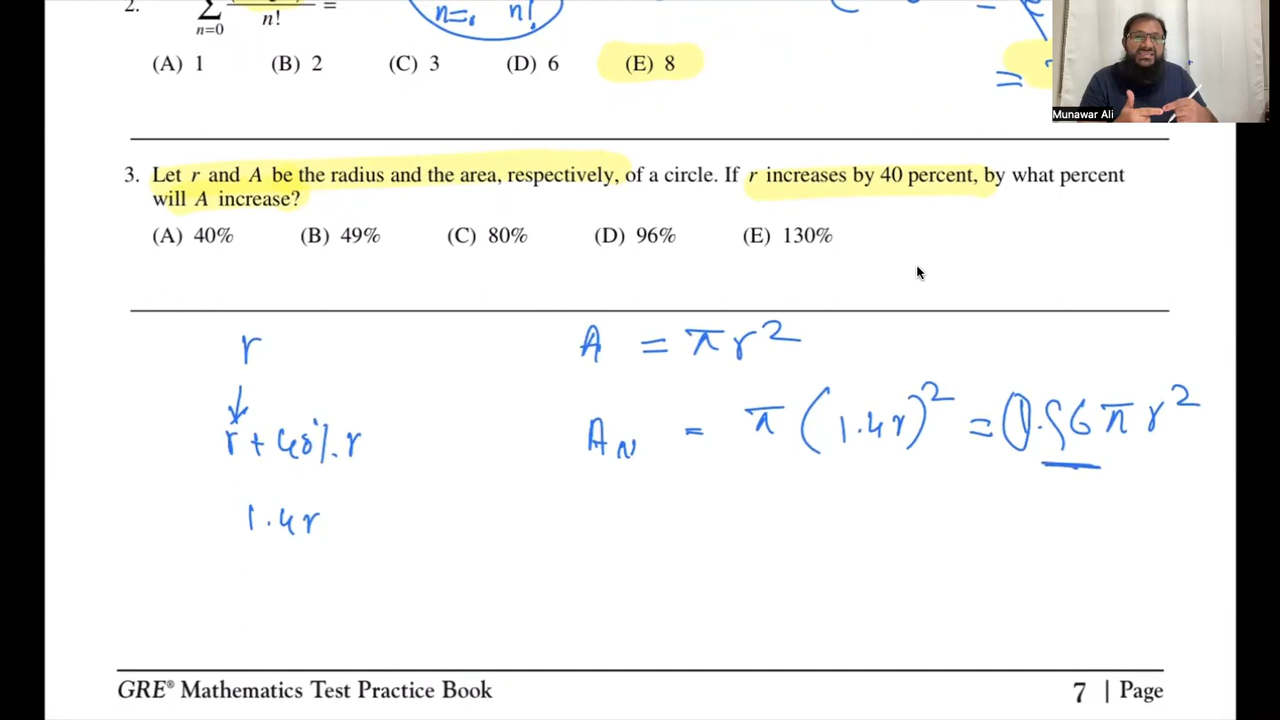 2. ∑ n=0 n! =
n=0 n!
(A) 1 (B) 2 (C) 3 (D) 6 (E) 8
=
Munawar Ali
3. Let r and A be the radius and the area, respectively, of a circle. If r increases by 40 percent, by what percent
will A increase?
(A) 40% (B) 49% (C) 80% (D) 96% (E) 130%
r
A = πr²
r + 40%.r
A_N = π(1.4r)² = 1.96πr²
1.4r
GRE® Mathematics Test Practice Book 7 | Page